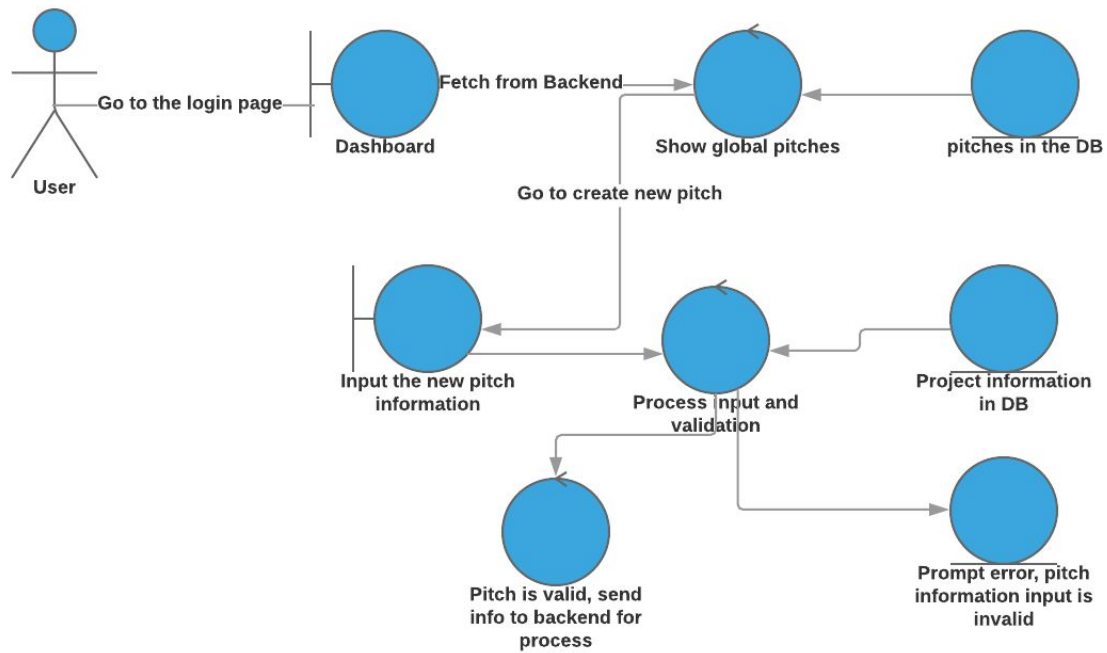 Go to the login page
User
Dashboard
Fetch from Backend
Show global pitches
pitches in the DB
Go to create new pitch
Input the new pitch
information
Process input and
validation
Project information
in DB
Pitch is valid, send
info to backend for
process
Prompt error, pitch
information input is
invalid